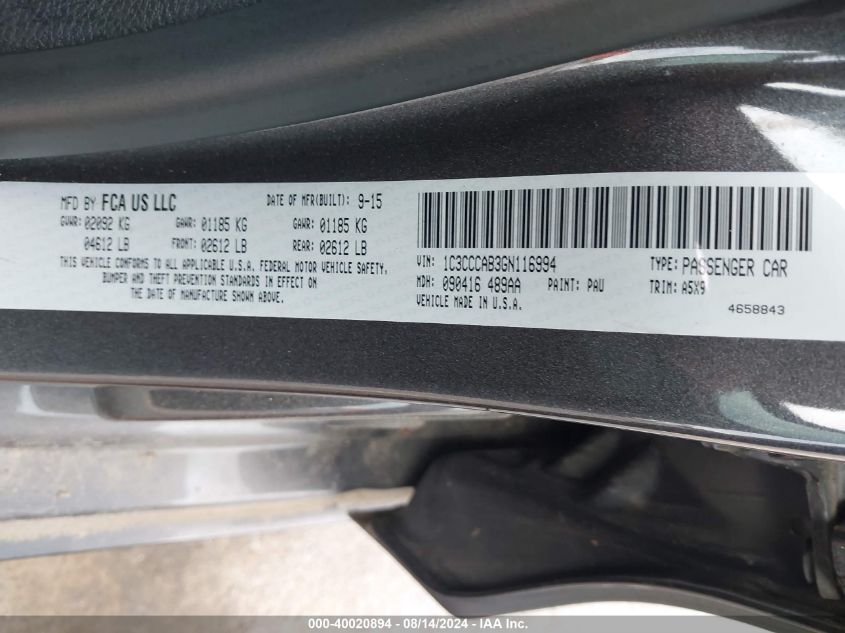 MFD BY FCA US LLC DATE OF MFR(BUILT): 9-15
GVWR: 02092 KG GAWR: 01185 KG GAWR: 01185 KG
04612 LB FRONT: 02612 LB REAR: 02612 LB
THIS VEHICLE CONFORMS TO ALL APPLICABLE U.S.A. FEDERAL MOTOR VEHICLE SAFETY,
BUMPER AND THEFT PREVENTION STANDARDS IN EFFECT ON
THE DATE OF MANUFACTURE SHOWN ABOVE.
VIN: 1C3CCCAB3GN116994 TYPE: PASSENGER CAR
MDH: 090416 489AA PAINT: PAU TRIM: A5X9
VEHICLE MADE IN U.S.A.
4658843
000-40020894 - 08/14/2024 - IAA Inc.